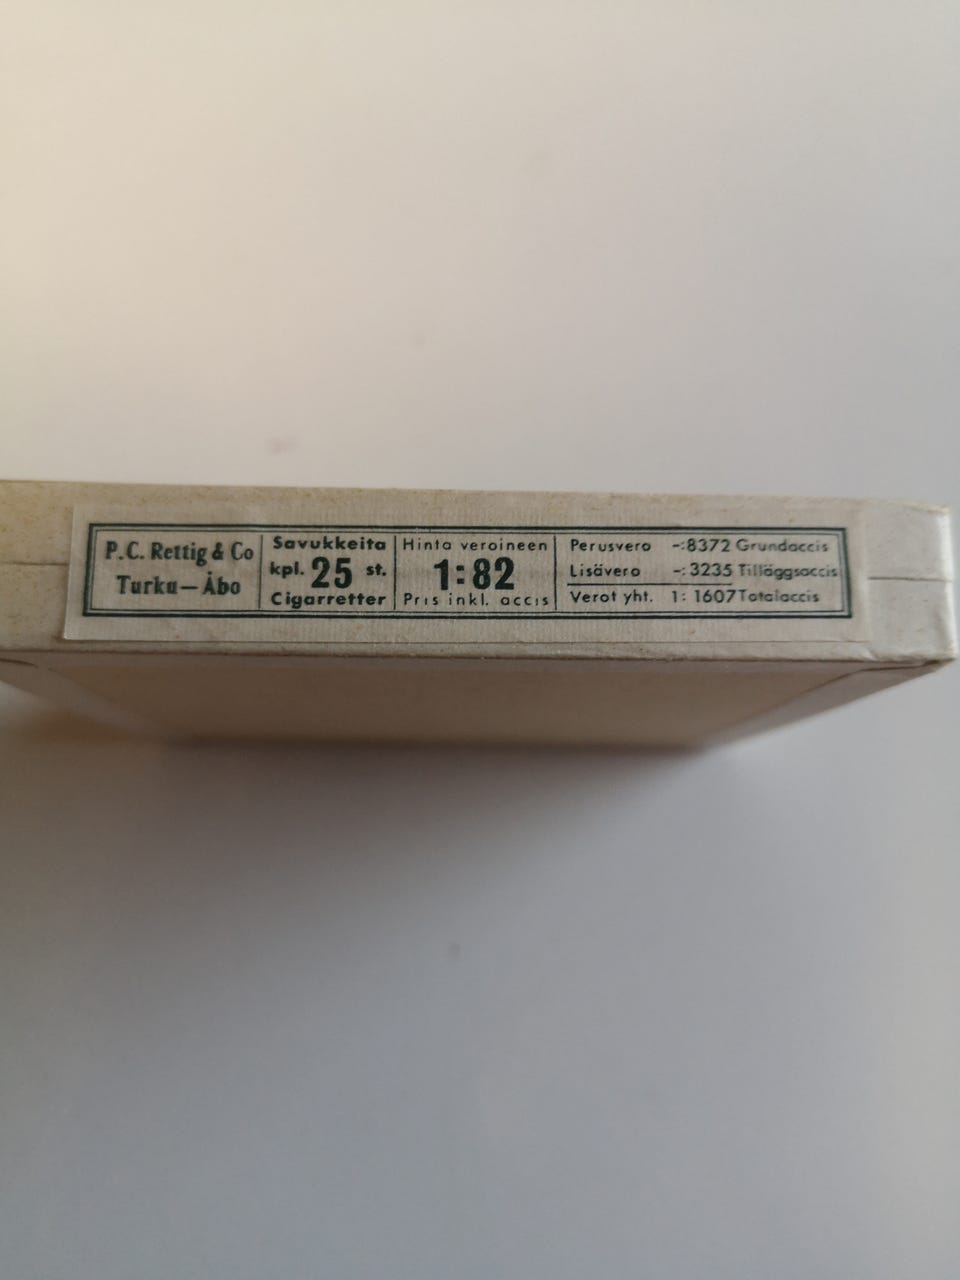 P.C. Rettig & Co
Turku—Åbo
Savukkeita
kpl. 25 st.
Cigarretter
Hinta veroineen
1:82
Pris inkl. accis
Perusvero -:8372 Grundaccis
Lisävero -:3235 Tilläggsaccis
Verot yht. 1:1607 Totalaccis